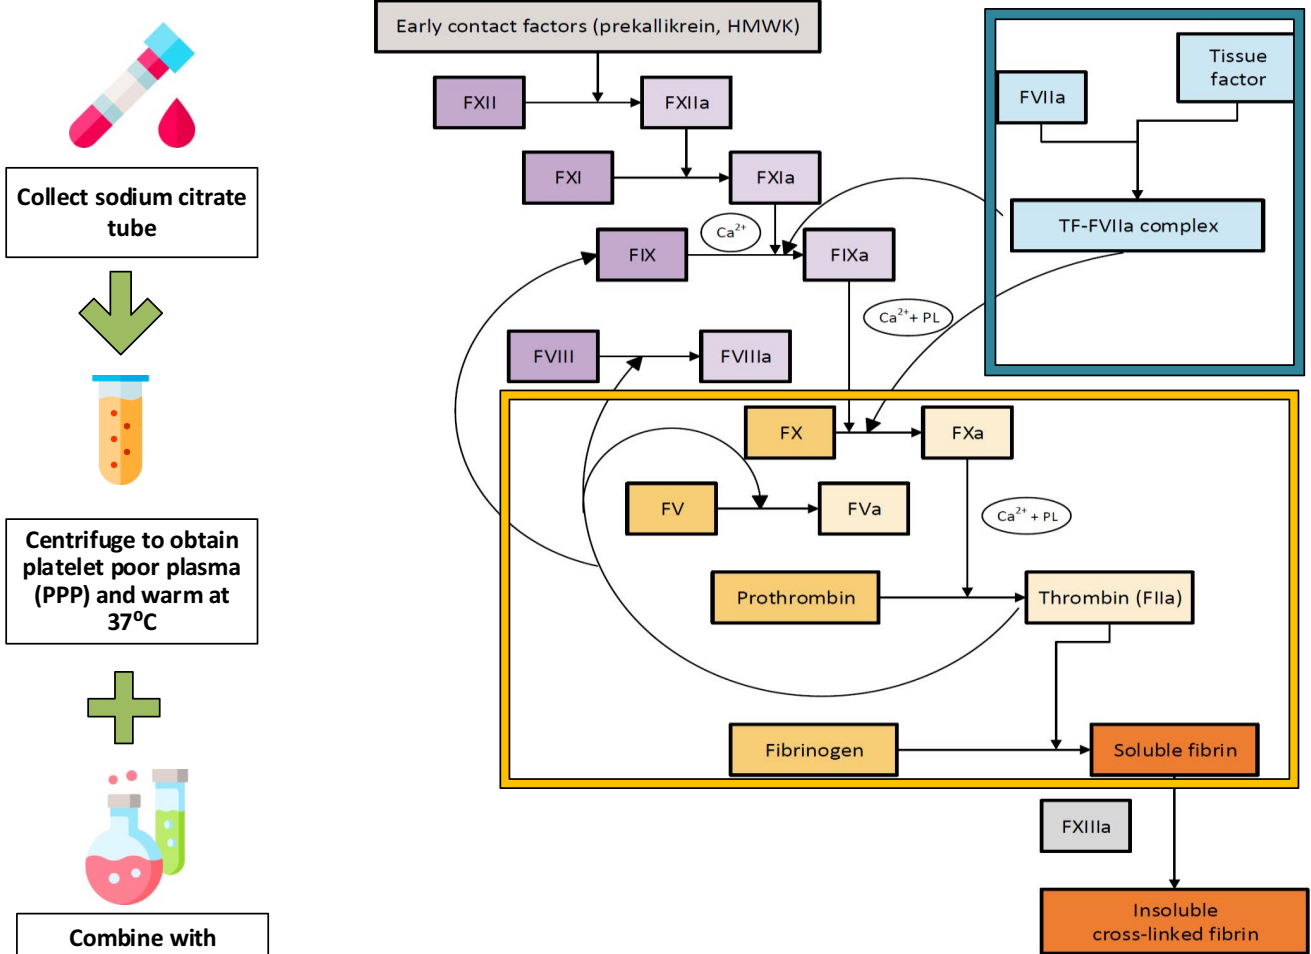 Collect sodium citrate
tube
Centrifuge to obtain
platelet poor plasma
(PPP) and warm at
37⁰C
Combine with
Early contact factors (prekallikrein, HMWK)
FXII
FXIIa
FXI
FXIa
Ca²⁺
FIX
FIXa
Ca²⁺+ PL
FVIII
FVIIIa
Tissue
factor
FVIIa
TF-FVIIa complex
FX
FXa
FV
FVa
Ca²⁺ + PL
Prothrombin
Thrombin (FIIa)
Fibrinogen
Soluble fibrin
FXIIIa
Insoluble
cross-linked fibrin